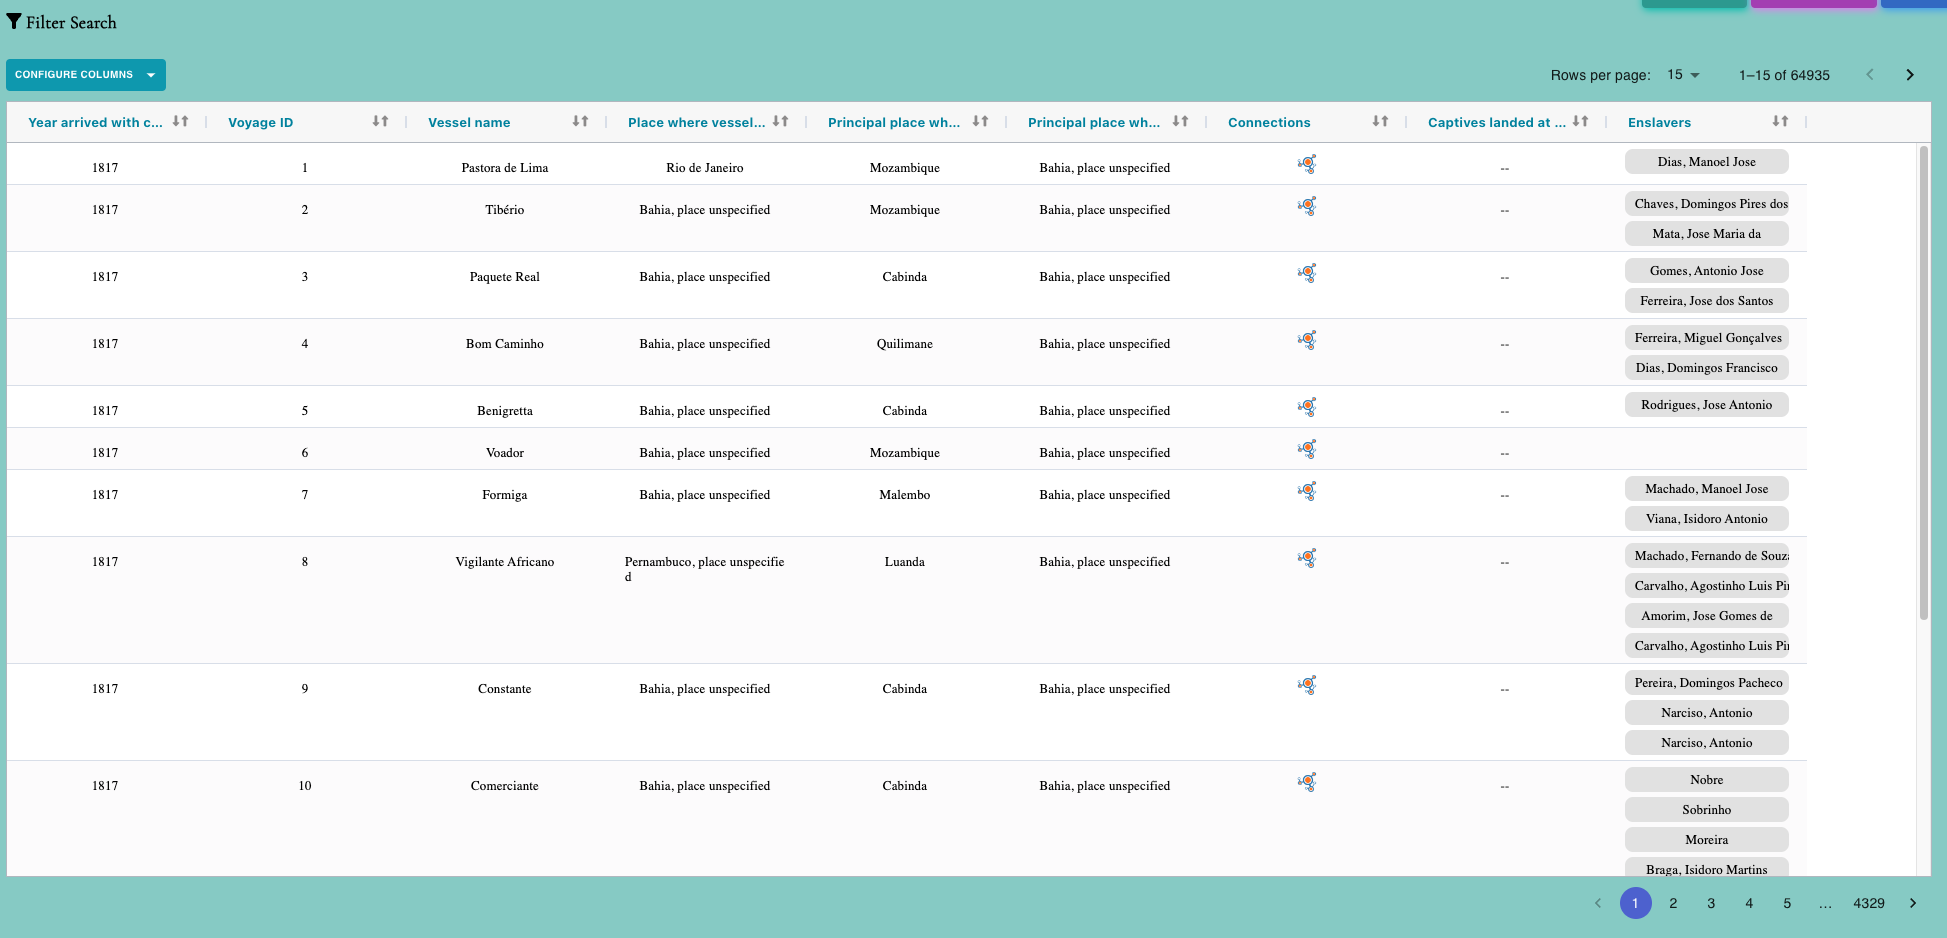 Filter Search
CONFIGURE COLUMNS
Rows per page: 15 1–15 of 64935
Year arrived with c... Voyage ID Vessel name Place where vessel... Principal place wh... Principal place wh... Connections Captives landed at ... Enslavers
1817 1 Pastora de Lima Rio de Janeiro Mozambique Bahia, place unspecified -- Dias, Manoel Jose
1817 2 Tibério Bahia, place unspecified Mozambique Bahia, place unspecified -- Chaves, Domingos Pires dos
Mata, Jose Maria da
1817 3 Paquete Real Bahia, place unspecified Cabinda Bahia, place unspecified -- Gomes, Antonio Jose
Ferreira, Jose dos Santos
1817 4 Bom Caminho Bahia, place unspecified Quilimane Bahia, place unspecified -- Ferreira, Miguel Gonçalves
Dias, Domingos Francisco
1817 5 Benigretta Bahia, place unspecified Cabinda Bahia, place unspecified -- Rodrigues, Jose Antonio
1817 6 Voador Bahia, place unspecified Mozambique Bahia, place unspecified --
1817 7 Formiga Bahia, place unspecified Malembo Bahia, place unspecified -- Machado, Manoel Jose
Viana, Isidoro Antonio
1817 8 Vigilante Africano Pernambuco, place unspecifie Luanda Bahia, place unspecified -- Machado, Fernando de Souz
d
Carvalho, Agostinho Luis Pi
Amorim, Jose Gomes de
Carvalho, Agostinho Luis Pi
1817 9 Constante Bahia, place unspecified Cabinda Bahia, place unspecified -- Pereira, Domingos Pacheco
Narciso, Antonio
Narciso, Antonio
1817 10 Comerciante Bahia, place unspecified Cabinda Bahia, place unspecified -- Nobre
Sobrinho
Moreira
Braga, Isidoro Martins
1 2 3 4 5 ... 4329